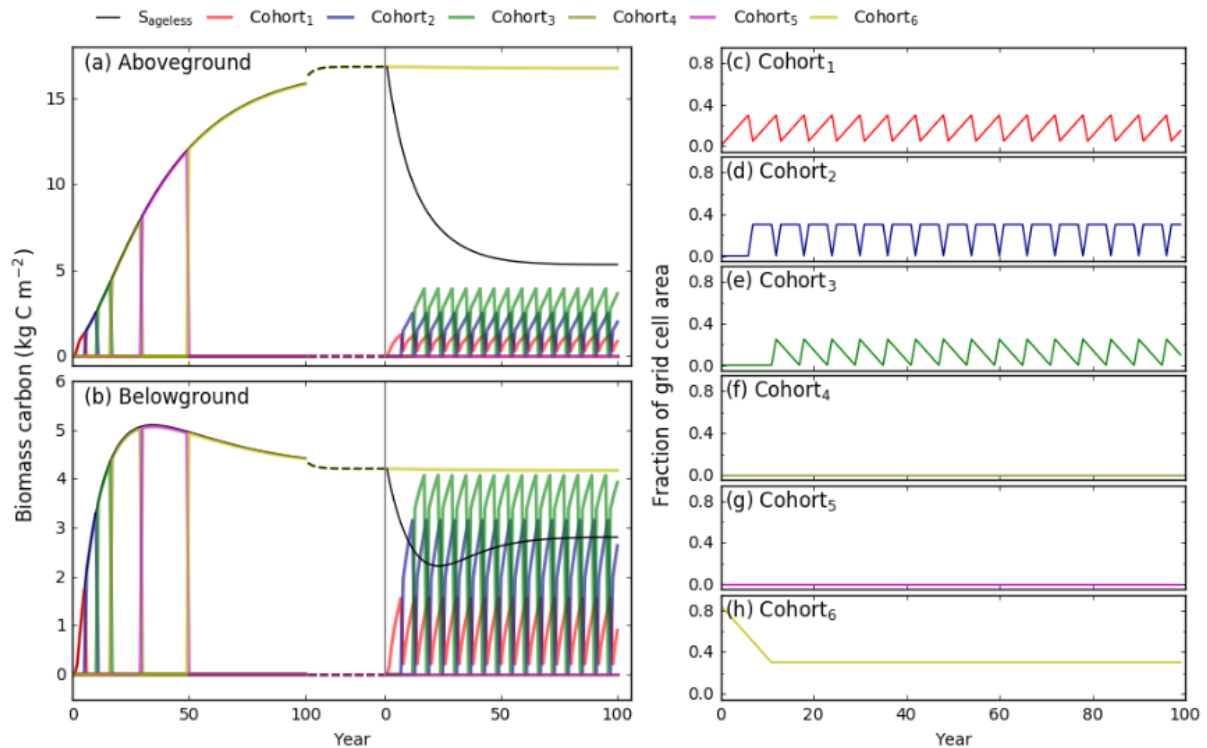 S_ageless Cohort₁ Cohort₂ Cohort₃ Cohort₄ Cohort₅ Cohort₆
(a) Aboveground
15
10
5
0
(b) Belowground
6
5
4
3
2
1
0
0 50 100 0 50 100
Year
Biomass carbon (kg C m⁻²)
Fraction of grid cell area
(c) Cohort₁
0.8
0.4
0.0
(d) Cohort₂
0.8
0.4
0.0
(e) Cohort₃
0.8
0.4
0.0
(f) Cohort₄
0.8
0.4
0.0
(g) Cohort₅
0.8
0.4
0.0
(h) Cohort₆
0.8
0.4
0.0
0 20 40 60 80 100
Year